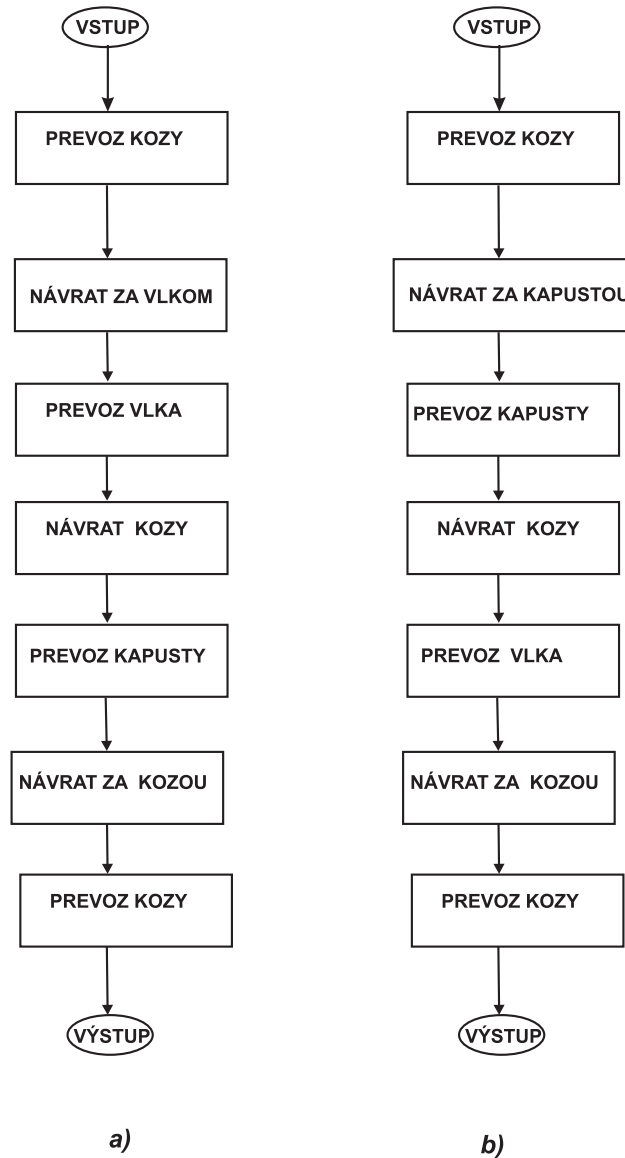 VSTUP
PREVOZ KOZY
NÁVRAT ZA VLKOM
PREVOZ VLKA
NÁVRAT KOZY
PREVOZ KAPUSTY
NÁVRAT ZA KOZOU
PREVOZ KOZY
VÝSTUP
a)
VSTUP
PREVOZ KOZY
NÁVRAT ZA KAPUSTOU
PREVOZ KAPUSTY
NÁVRAT KOZY
PREVOZ VLKA
NÁVRAT ZA KOZOU
PREVOZ KOZY
VÝSTUP
b)